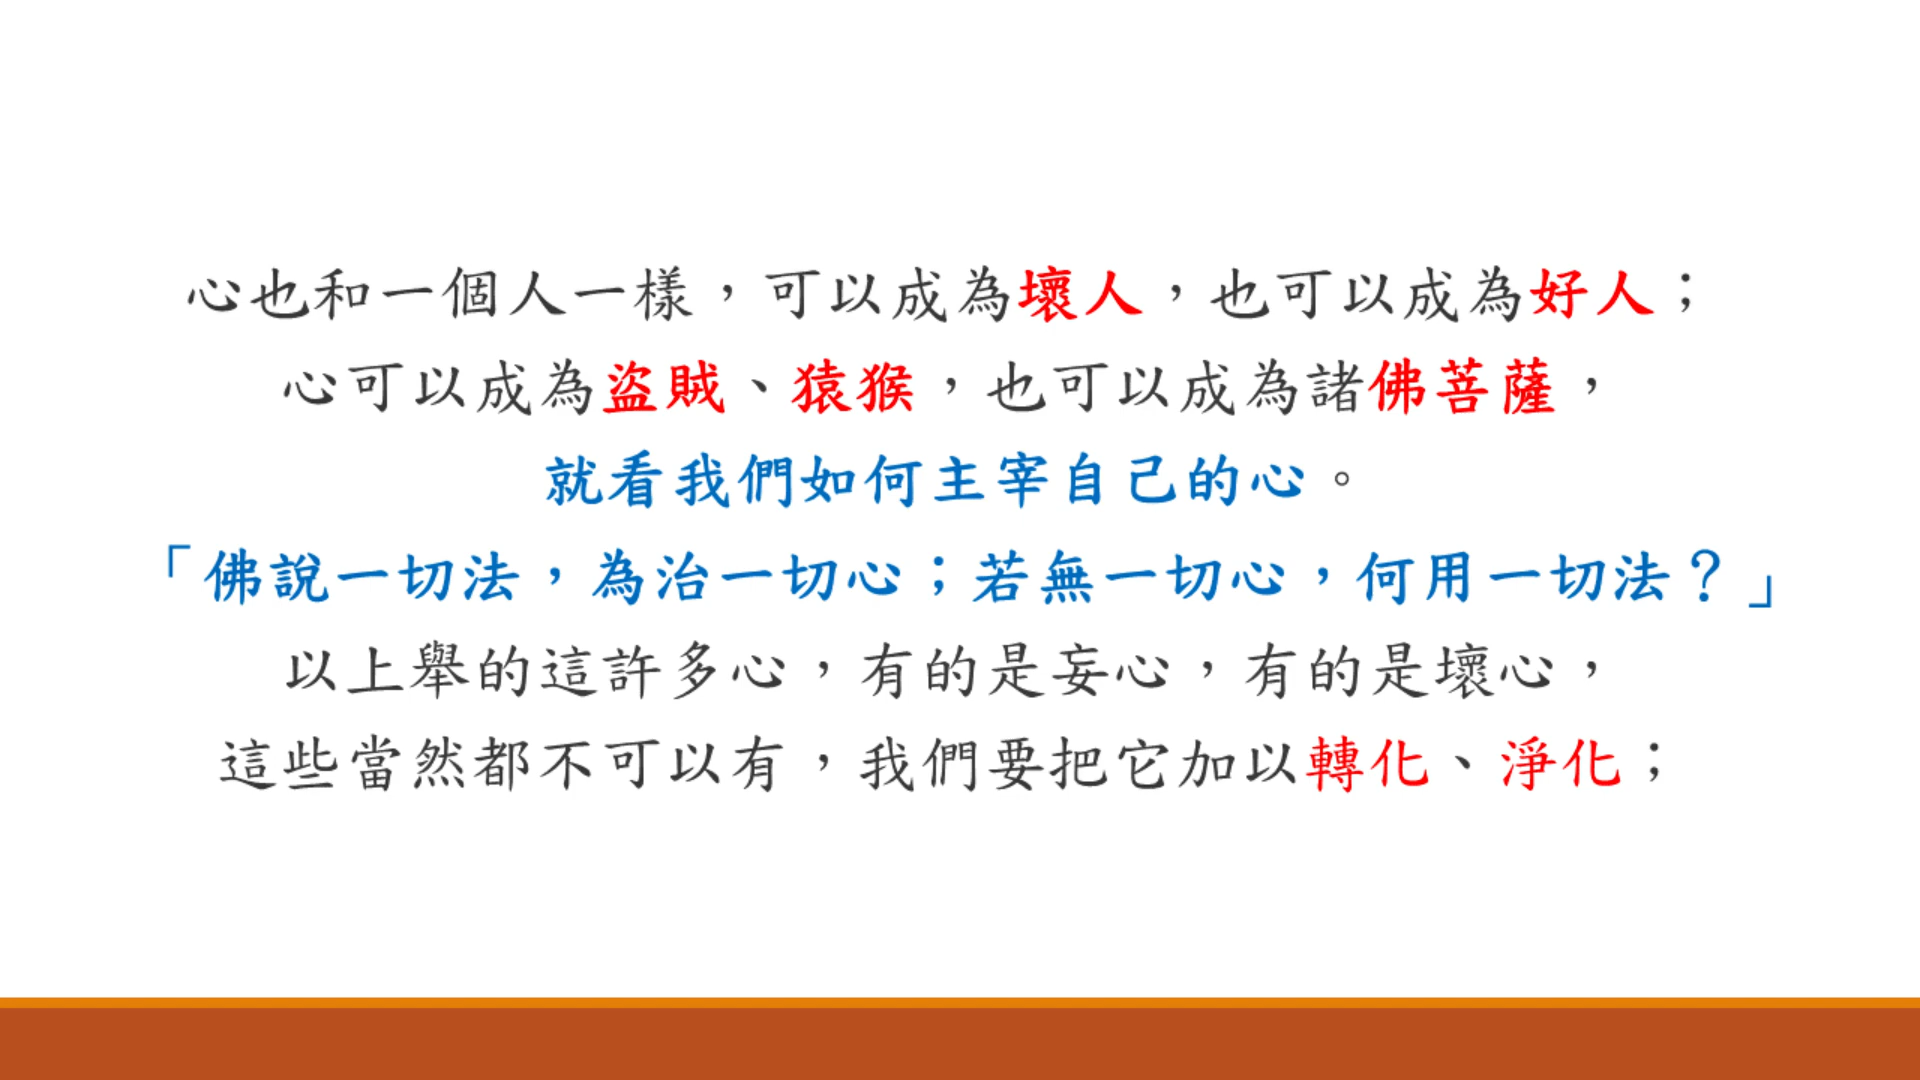 心也和一個人一樣，可以成為壞人，也可以成為好人；
心可以成為盜賊、猿猴，也可以成為諸佛菩薩，
就看我們如何主宰自己的心。
「佛說一切法，為治一切心；若無一切心，何用一切法？」
以上舉的這許多心，有的是妄心，有的是壞心，
這些當然都不可以有，我們要把它加以轉化、淨化；